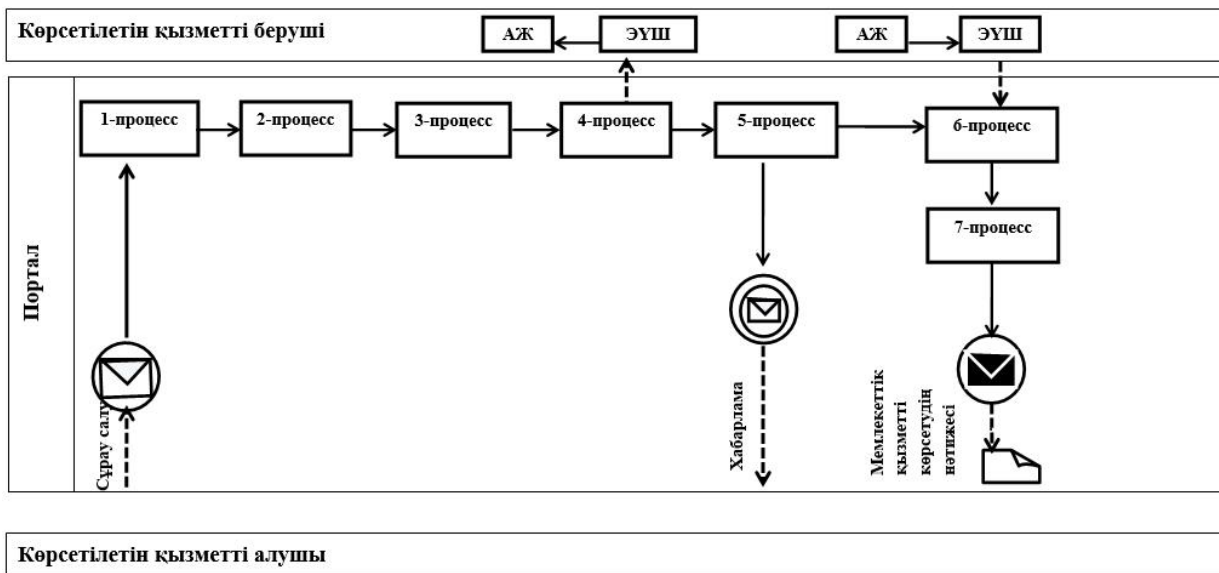 Көрсетілетін қызметті беруші
АЖ
ЭҮШ
АЖ
ЭҮШ
Портал
1-процесс
2-процесс
3-процесс
4-процесс
5-процесс
6-процесс
7-процесс
Сұрау салу
Хабарлама
Мемлекеттік
қызметті
көрсетудің
нәтижесі
Көрсетілетін қызметті алушы